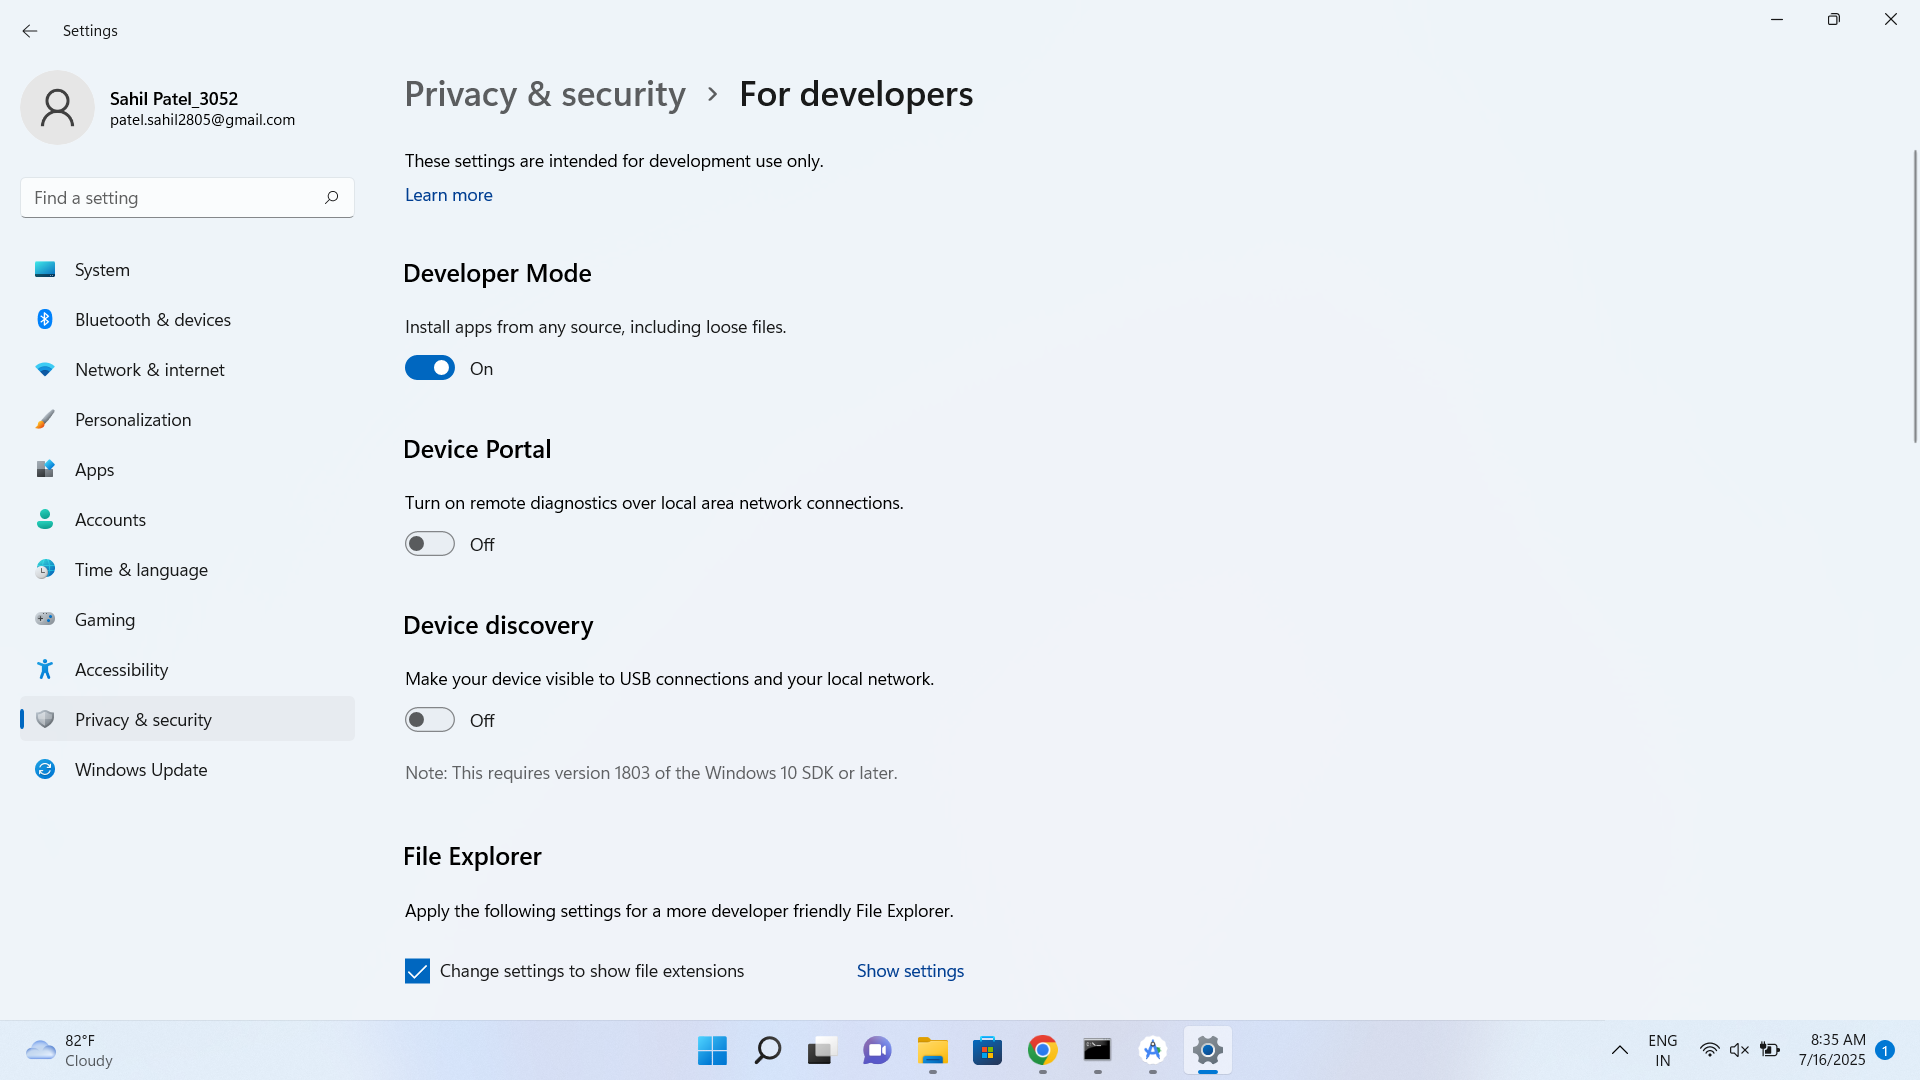 Settings
Sahil Patel_3052
patel.sahil2805@gmail.com
Find a setting
System
Bluetooth & devices
Network & internet
Personalization
Apps
Accounts
Time & language
Gaming
Accessibility
Privacy & security
Windows Update
Privacy & security > For developers
These settings are intended for development use only.
Learn more
Developer Mode
Install apps from any source, including loose files.
On
Device Portal
Turn on remote diagnostics over local area network connections.
Off
Device discovery
Make your device visible to USB connections and your local network.
Off
Note: This requires version 1803 of the Windows 10 SDK or later.
File Explorer
Apply the following settings for a more developer friendly File Explorer.
Change settings to show file extensions Show settings
82°F
Cloudy
ENG
IN
8:35 AM
7/16/2025
1